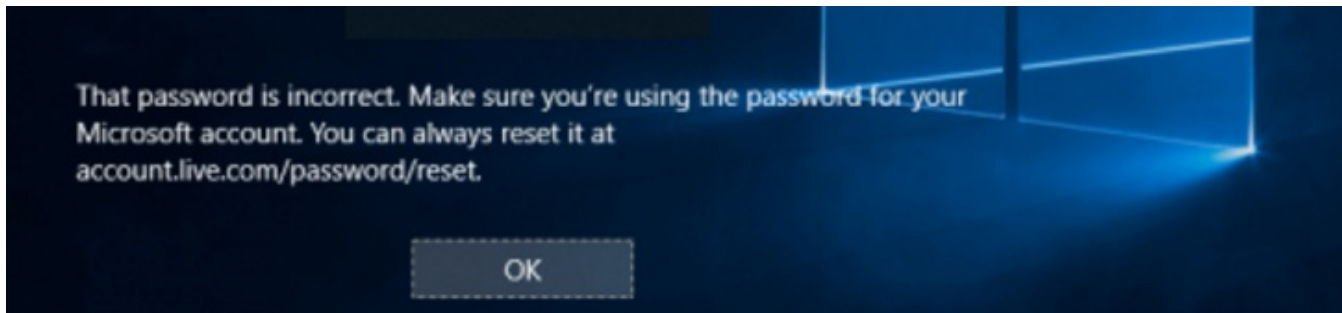 That password is incorrect. Make sure you're using the password for your
Microsoft account. You can always reset it at
account.live.com/password/reset.
OK